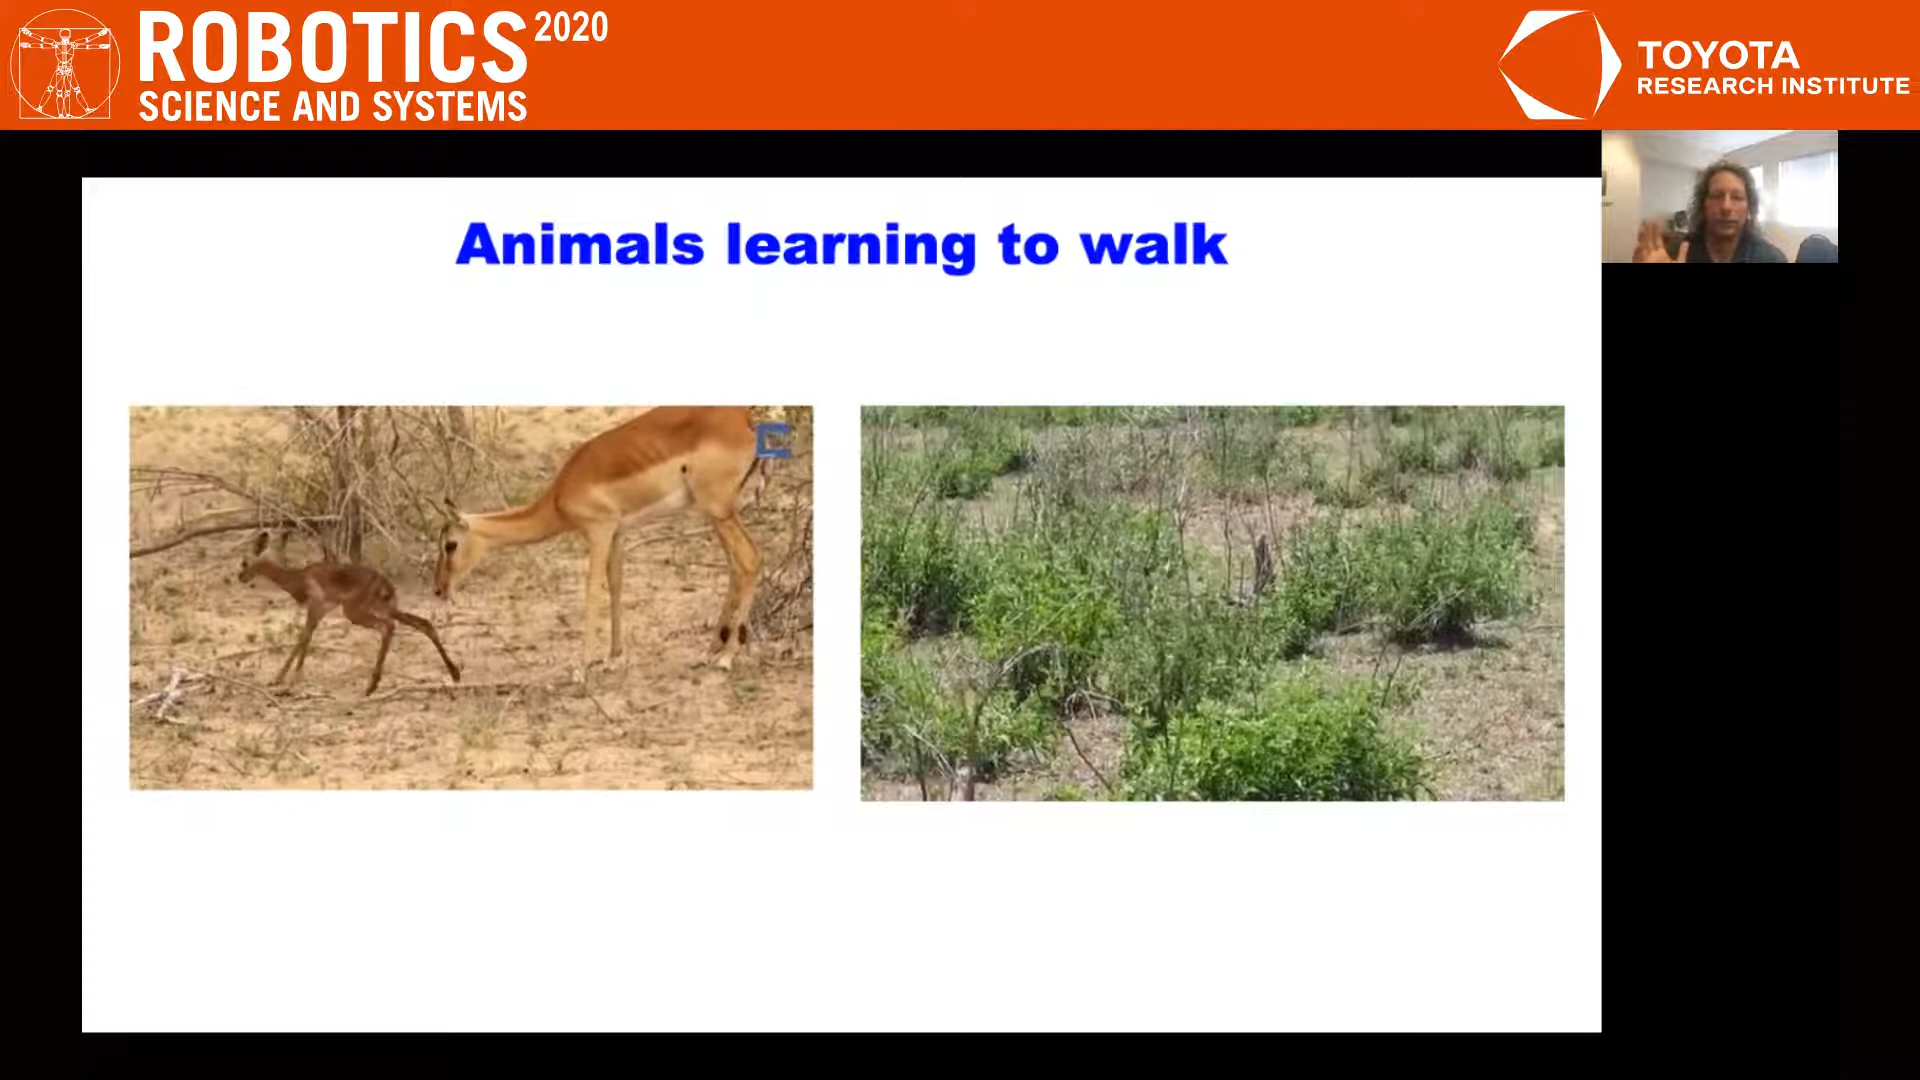 ROBOTICS 2020
SCIENCE AND SYSTEMS
TOYOTA
RESEARCH INSTITUTE
Animals learning to walk